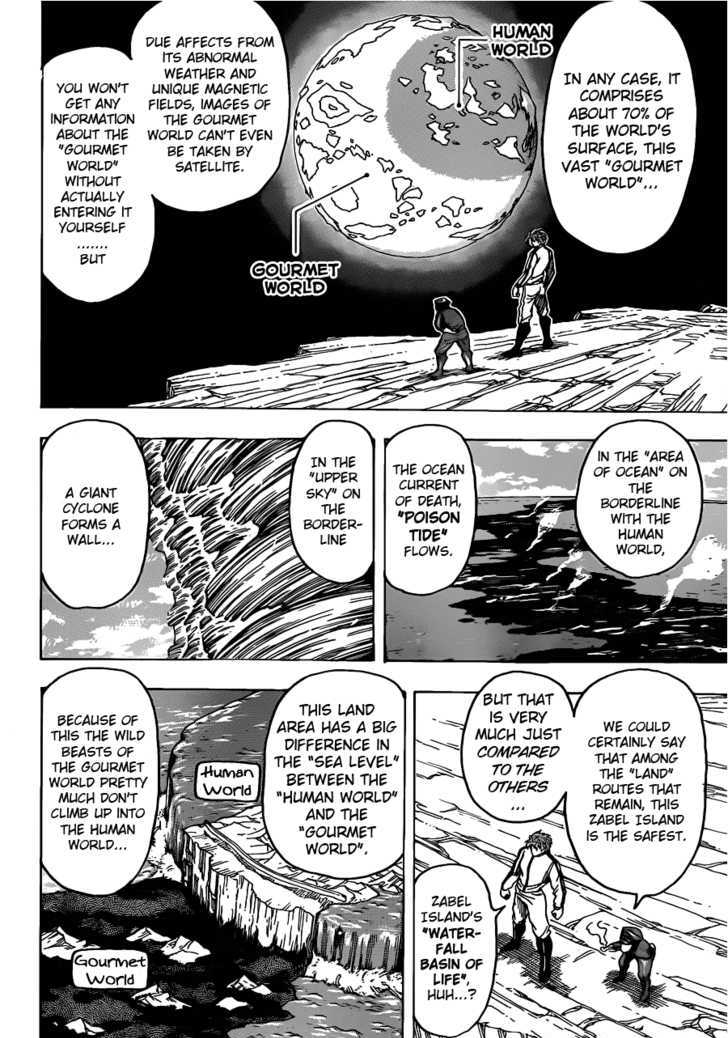 IN ANY CASE, IT
COMPRISES
ABOUT 70% OF
THE WORLD'S
SURFACE, THIS
VAST "GOURMET
WORLD"...
HUMAN
WORLD
GOURMET
WORLD
DUE AFFECTS FROM
ITS ABNORMAL
WEATHER AND
UNIQUE MAGNETIC
FIELDS, IMAGES OF
THE GOURMET
WORLD CAN'T EVEN
BE TAKEN BY
SATELLITE.
YOU WON'T
GET ANY
INFORMATION
ABOUT THE
"GOURMET
WORLD"
WITHOUT
ACTUALLY
ENTERING IT
YOURSELF
.......
BUT
IN THE "AREA
OF OCEAN" ON
THE
BORDERLINE
WITH THE
HUMAN
WORLD,
THE OCEAN
CURRENT
OF DEATH,
"POISON
TIDE"
FLOWS.
IN THE
"UPPER
SKY" ON
THE
BORDER-
LINE
A GIANT
CYCLONE
FORMS A
WALL...
WE COULD
CERTAINLY SAY
THAT AMONG
THE "LAND"
ROUTES THAT
REMAIN, THIS
ZABEL ISLAND
IS THE SAFEST.
BUT THAT
IS VERY
MUCH JUST
COMPARED
TO THE
OTHERS
...
ZABEL
ISLAND'S
"WATER-
FALL
BASIN OF
LIFE",
HUH...?
THIS LAND
AREA HAS A BIG
DIFFERENCE IN
THE "SEA LEVEL"
BETWEEN THE
"HUMAN WORLD"
AND THE
"GOURMET
WORLD".
Human
World
Gourmet
World
BECAUSE OF
THIS THE WILD
BEASTS OF
THE GOURMET
WORLD PRETTY
MUCH DON'T
CLIMB UP INTO
THE HUMAN
WORLD...